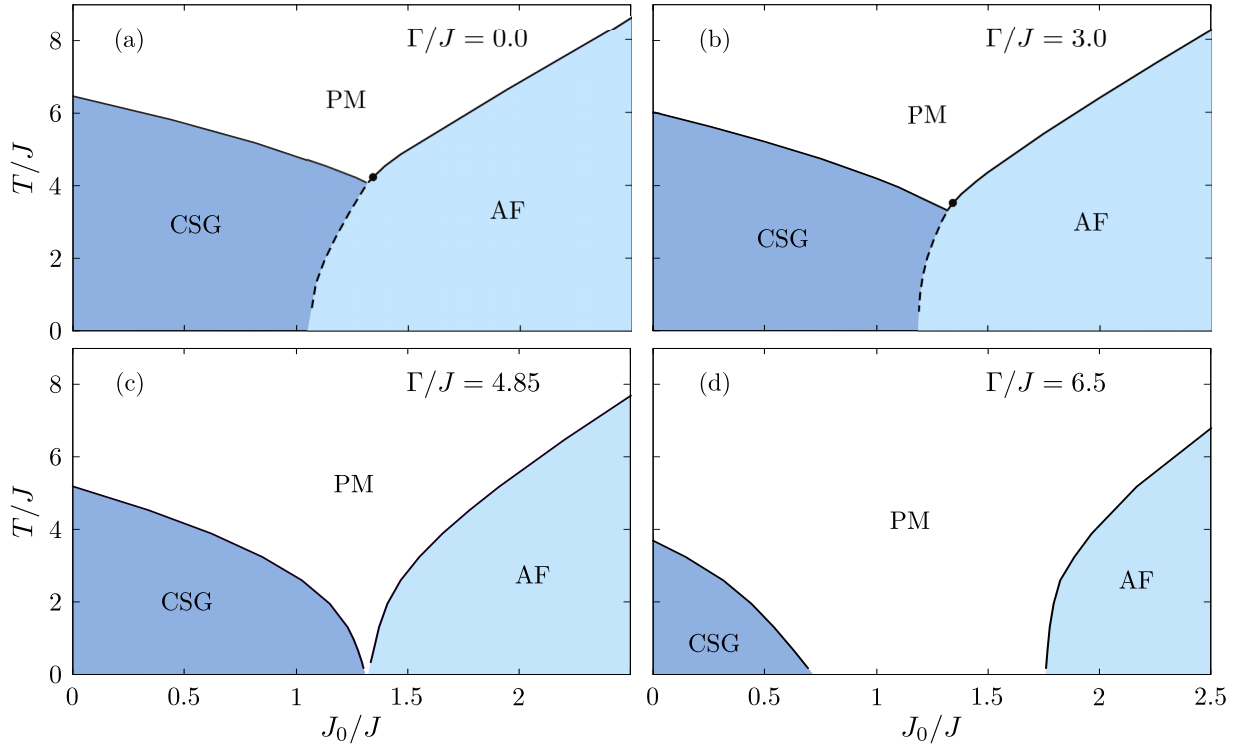 (a) Γ/J = 0.0
PM
CSG
AF
T/J
0
2
4
6
8
(b) Γ/J = 3.0
PM
CSG
AF
(c) Γ/J = 4.85
PM
CSG
AF
T/J
0
2
4
6
8
0 0.5 1 1.5 2
J₀/J
(d) Γ/J = 6.5
PM
CSG
AF
0 0.5 1 1.5 2 2.5
J₀/J